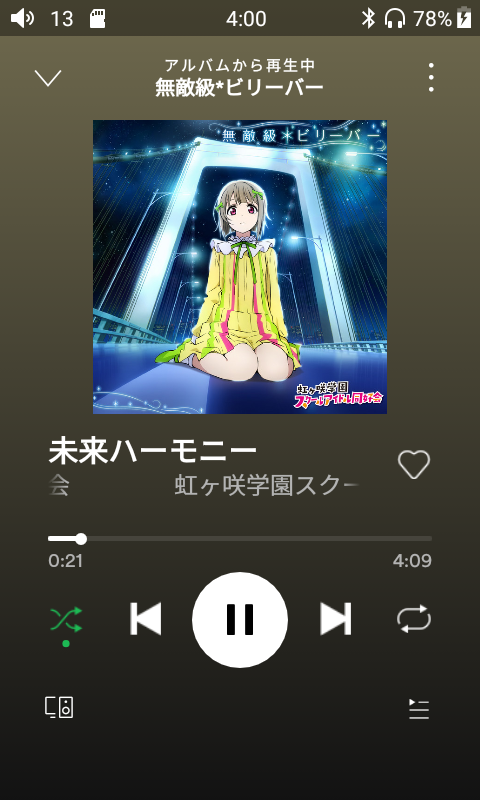 13 4:00 78%
アルバムから再生中
無敵級*ビリーバー
無敵級＊ビリーバー
虹ヶ咲学園
スクールアイドル同好会
未来ハーモニー
会 虹ヶ咲学園スクー
0:21 4:09